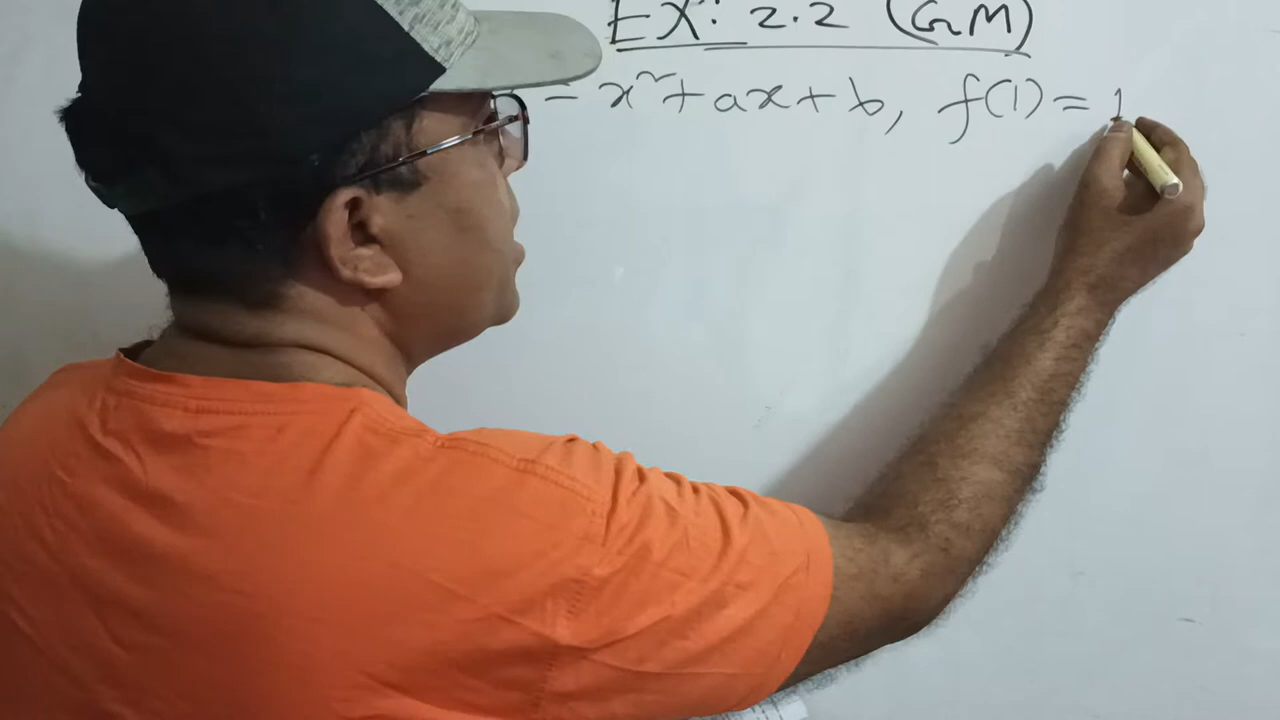 EX: 2.2 (GM)
= x² + ax + b, f(1) = 1